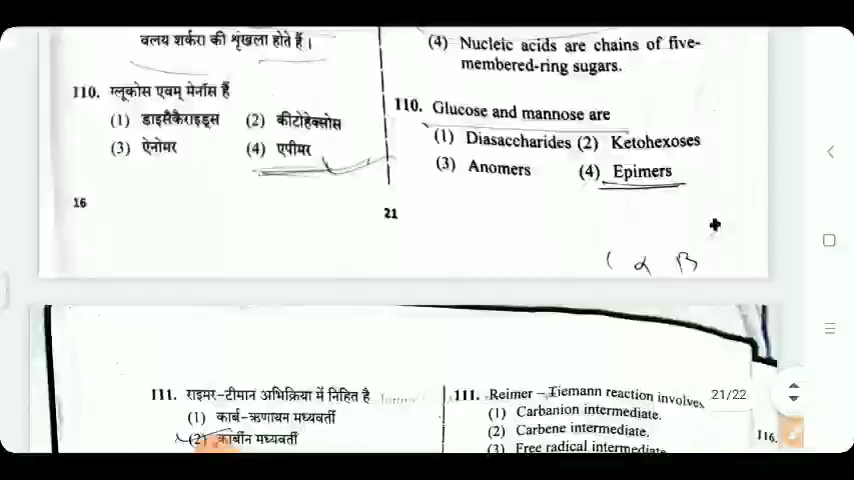 वलय शर्करा की शृंखला होते हैं।
110. ग्लूकोस एवम् मेनॉस हैं
(1) डाइसैकैराइड्स (2) कीटोहेक्सोस
(3) ऐनोमर (4) एपीमर
16
(4) Nucleic acids are chains of five-
membered-ring sugars.
110. Glucose and mannose are
(1) Diasaccharides (2) Ketohexoses
(3) Anomers (4) Epimers
21
α β
111. राइमर-टीमान अभिक्रिया में निहित है
(1) कार्ब-ऋणायन मध्यवर्ती
(2) कार्बीन मध्यवर्ती
111. Reimer – Tiemann reaction involves
(1) Carbanion intermediate.
(2) Carbene intermediate.
(3) Free radical intermediate
21/22
116.